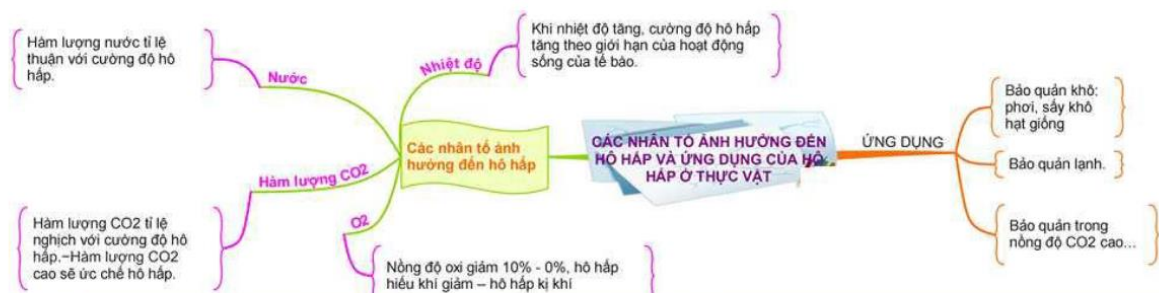 Hàm lượng nước tỉ lệ
thuận với cường độ hô
hấp.
Nước
Nhiệt độ
Khi nhiệt độ tăng, cường độ hô hấp
tăng theo giới hạn của hoạt động
sống của tế bào.
Các nhân tố ảnh
hưởng đến hô hấp
Hàm lượng CO2
Hàm lượng CO2 tỉ lệ
nghịch với cường độ hô
hấp.–Hàm lượng CO2
cao sẽ ức chế hô hấp.
O2
Nồng độ oxi giảm 10% - 0%, hô hấp
hiếu khí giảm – hô hấp kị khí
CÁC NHÂN TỐ ẢNH HƯỞNG ĐẾN
HÔ HẤP VÀ ỨNG DỤNG CỦA HÔ
HẤP Ở THỰC VẬT
ỨNG DỤNG
Bảo quản khô:
phơi, sấy khô
hạt giống
Bảo quản lạnh.
Bảo quản trong
nồng độ CO2 cao...